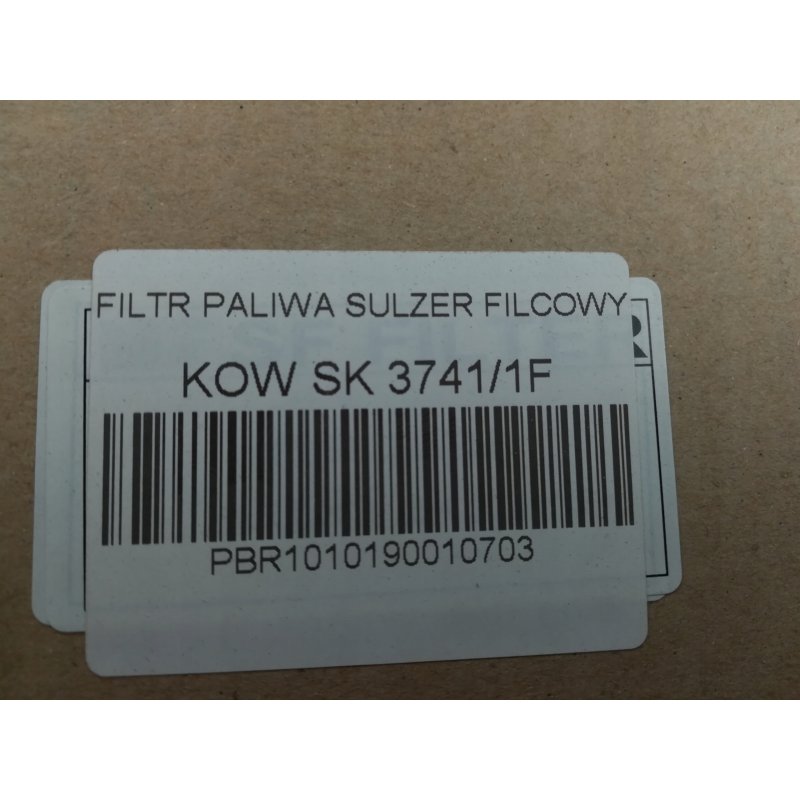 FILTR PALIWA SULZER FILCOWY
KOW SK 3741/1F
PBR1010190010703